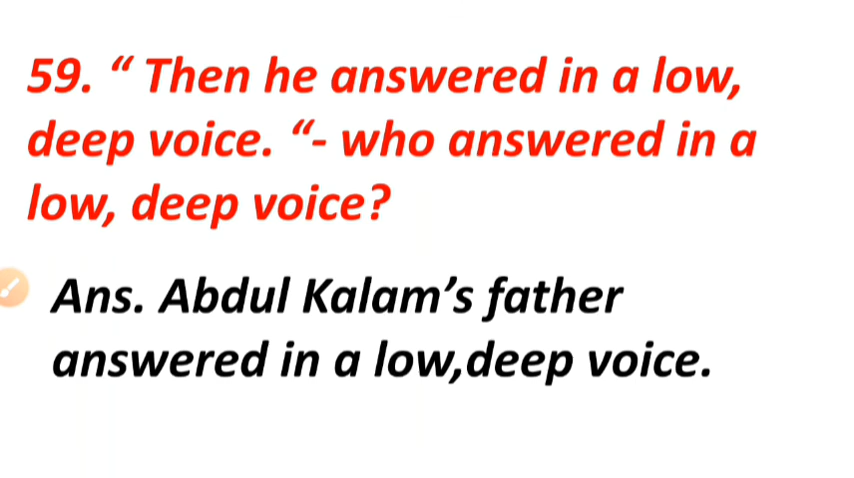 59. “ Then he answered in a low,
deep voice. “- who answered in a
low, deep voice?
Ans. Abdul Kalam’s father
answered in a low,deep voice.